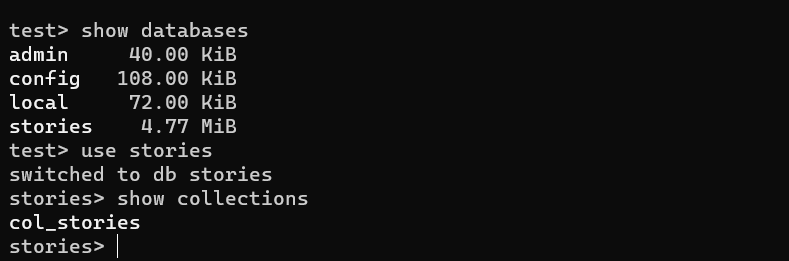 test> show databases
admin     40.00 KiB
config   108.00 KiB
local     72.00 KiB
stories    4.77 MiB
test> use stories
switched to db stories
stories> show collections
col_stories
stories>